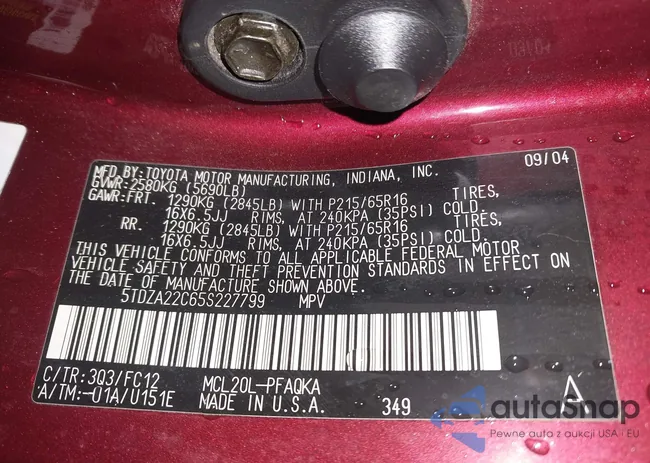 MFD.BY: TOYOTA MOTOR MANUFACTURING, INDIANA, INC. 09/04
GVWR: 2580KG (5690LB)
GAWR:FRT. 1290KG (2845LB) WITH P215/65R16 TIRES,
16X6.5JJ RIMS, AT 240KPA (35PSI) COLD.
RR. 1290KG (2845LB) WITH P215/65R16 TIRES,
16X6.5JJ RIMS, AT 240KPA (35PSI) COLD.
THIS VEHICLE CONFORMS TO ALL APPLICABLE FEDERAL MOTOR
VEHICLE SAFETY AND THEFT PREVENTION STANDARDS IN EFFECT ON
THE DATE OF MANUFACTURE SHOWN ABOVE.
5TDZA22C65S227799 MPV
C/TR: 3Q3/FC12 MCL20L-PFAQKA
A/TM:-01A/U151E MADE IN U.S.A. 349 A
autosnap
Pewne auta z aukcji USA - EU